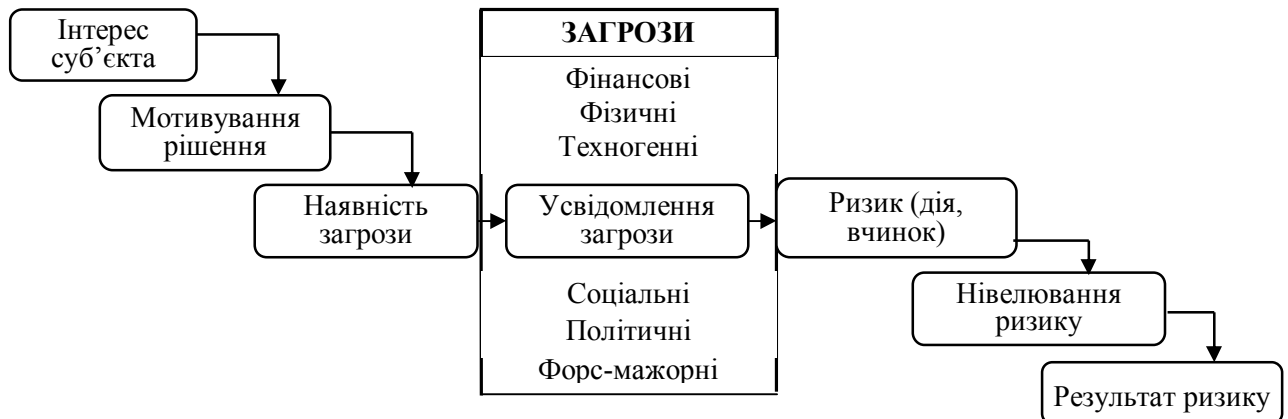 Інтерес
суб’єкта
Мотивування
рішення
Наявність
загрози
ЗАГРОЗИ
Фінансові
Фізичні
Техногенні
Усвідомлення
загрози
Соціальні
Політичні
Форс-мажорні
Ризик (дія,
вчинок)
Нівелювання
ризику
Результат ризику